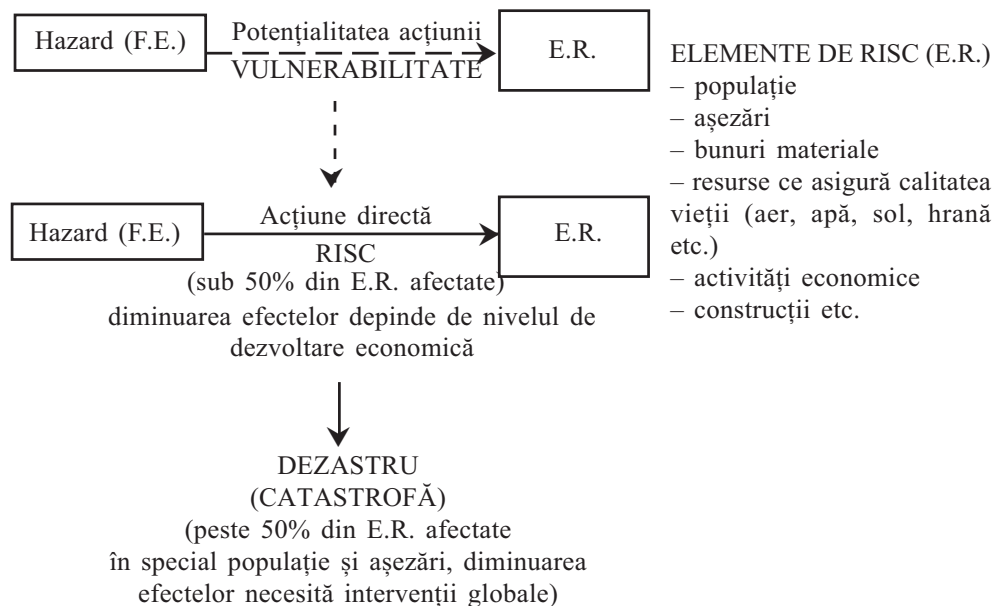 Hazard (F.E.)
Potențialitatea acțiunii
VULNERABILITATE
E.R.
Hazard (F.E.)
Acțiune directă
RISC
E.R.
(sub 50% din E.R. afectate)
diminuarea efectelor depinde de nivelul de
dezvoltare economică
DEZASTRU
(CATASTROFĂ)
(peste 50% din E.R. afectate
în special populație și așezări, diminuarea
efectelor necesită intervenții globale)
ELEMENTE DE RISC (E.R.)
– populație
– așezări
– bunuri materiale
– resurse ce asigură calitatea
vieții (aer, apă, sol, hrană
etc.)
– activități economice
– construcții etc.